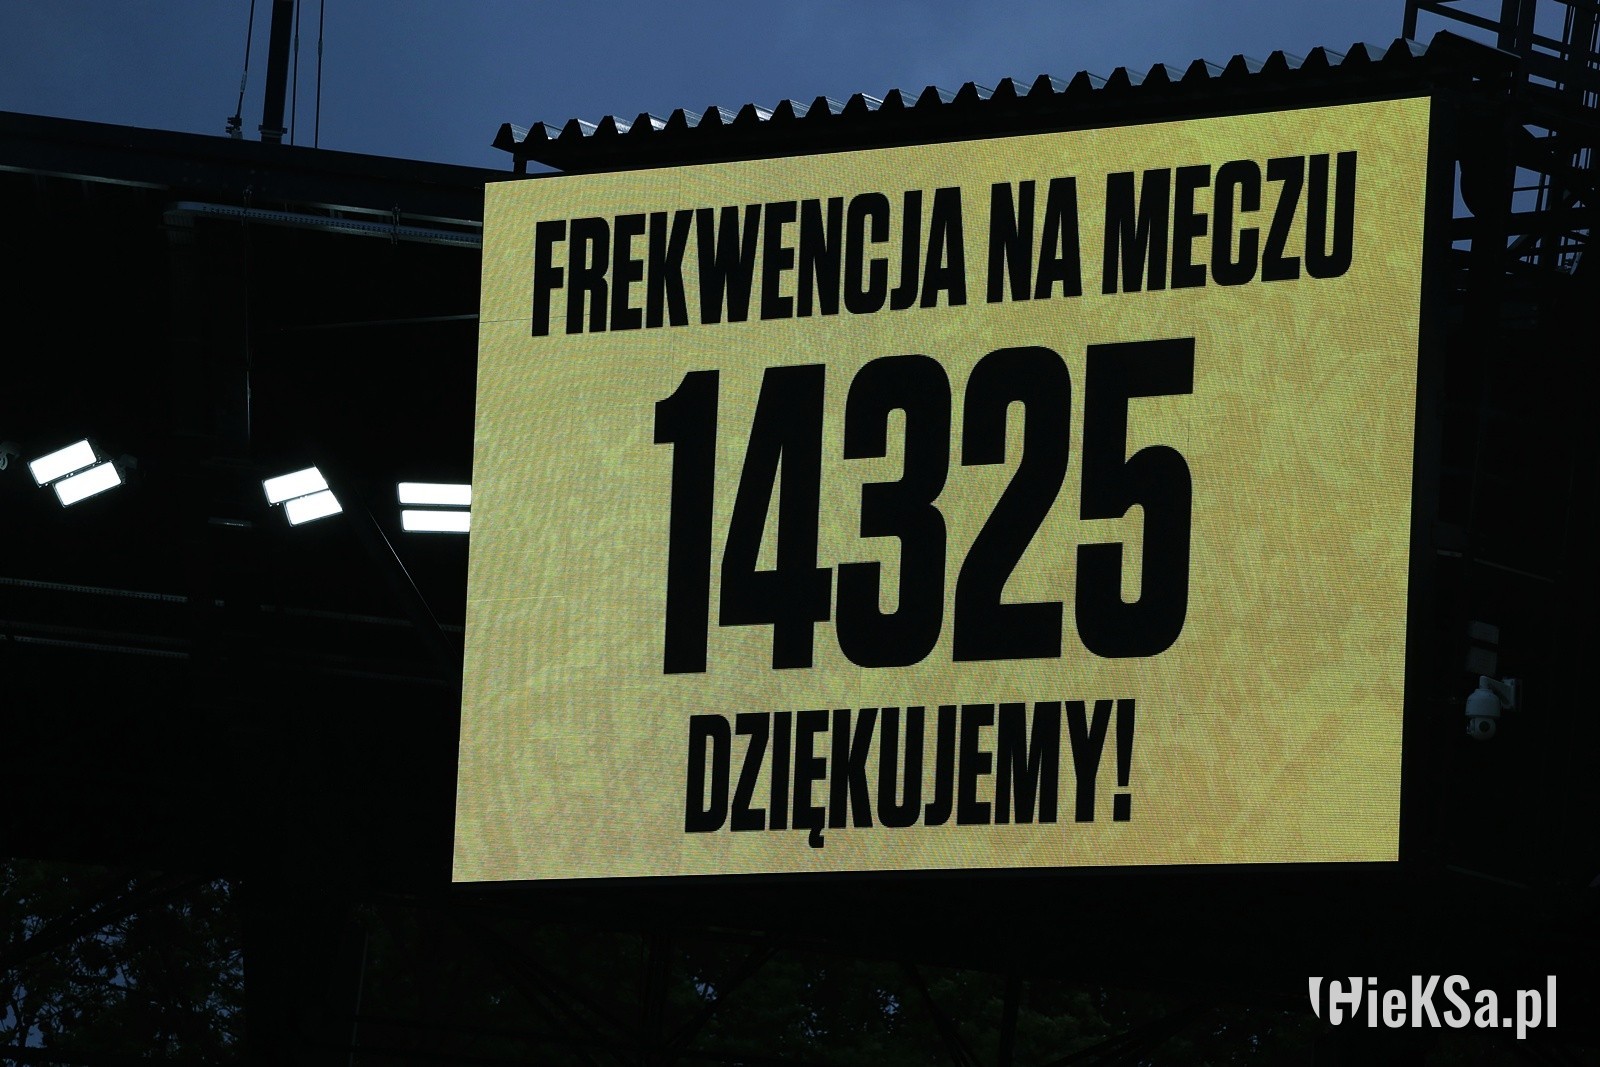 FREKWENCJA NA MECZU
14325
DZIĘKUJEMY!
GieKSa.pl